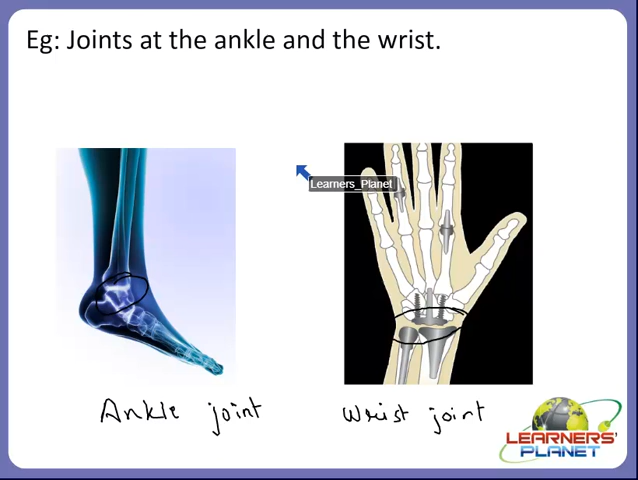 Eg: Joints at the ankle and the wrist.
Learners_Planet
Ankle joint
Wrist joint
LEARNERS'
PLANET